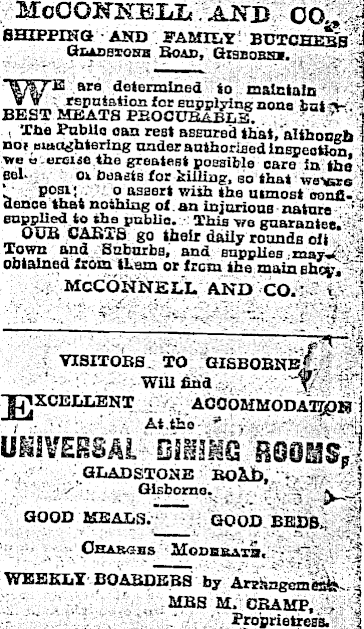 McCONNELL AND CO.,
SHIPPING AND FAMILY BUTCHERS
GLADSTONE ROAD, GISBORNE.
WE are determined to maintain
reputation for supplying none but
BEST MEATS PROCURABLE.
The Public can rest assured that, although
not slaughtering under authorised inspection,
we exercise the greatest possible care in the
sel of beasts for killing, so that we are
posi to assert with the utmost confi-
dence that nothing of an injurious nature
supplied to the public. This we guarantee.
OUR CARTS go their daily rounds of
Town and Suburbs, and supplies may
obtained from them or from the main shop.
McCONNELL AND CO.
VISITORS TO GISBORNE
Will find
EXCELLENT ACCOMMODATION
At the
UNIVERSAL DINING ROOMS,
GLADSTONE ROAD,
Gisborne.
GOOD MEALS. GOOD BEDS.
CHARGES MODERATE.
WEEKLY BOARDERS by Arrangement
MRS M. CRAMP,
Proprietress.